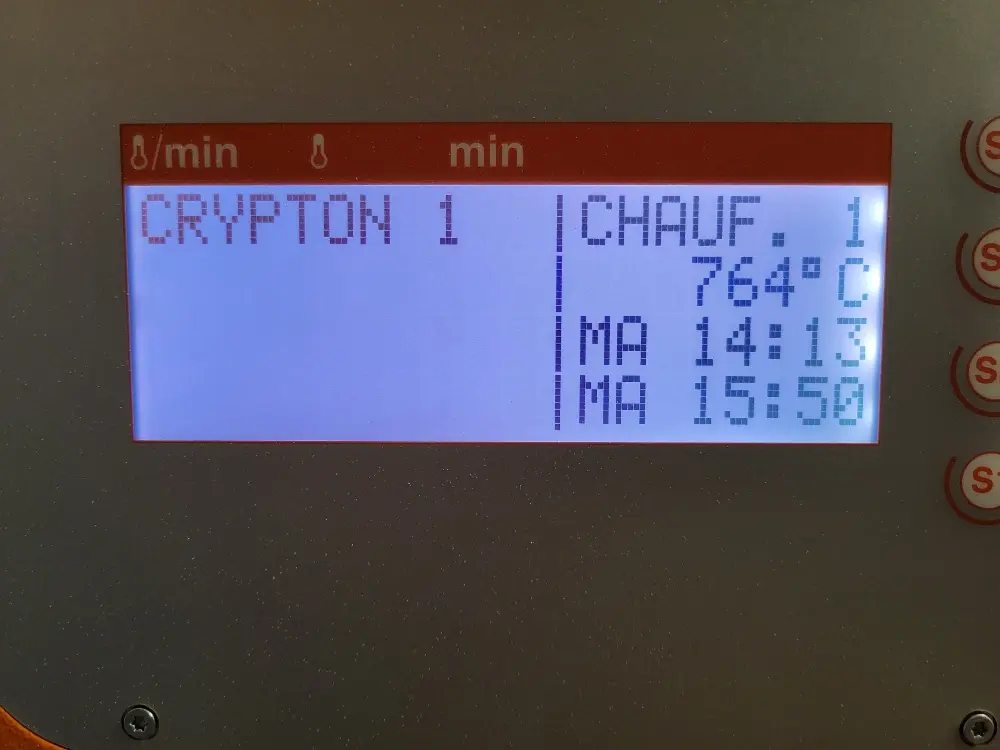 /min min
CRYPTON 1 CHAUF. 1
764°C
MA 14:13
MA 15:50